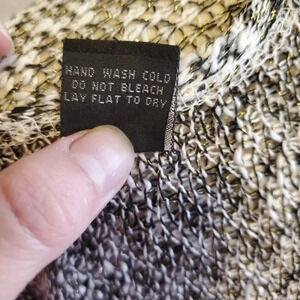 HAND WASH COLD
DO NOT BLEACH
LAY FLAT TO DRY